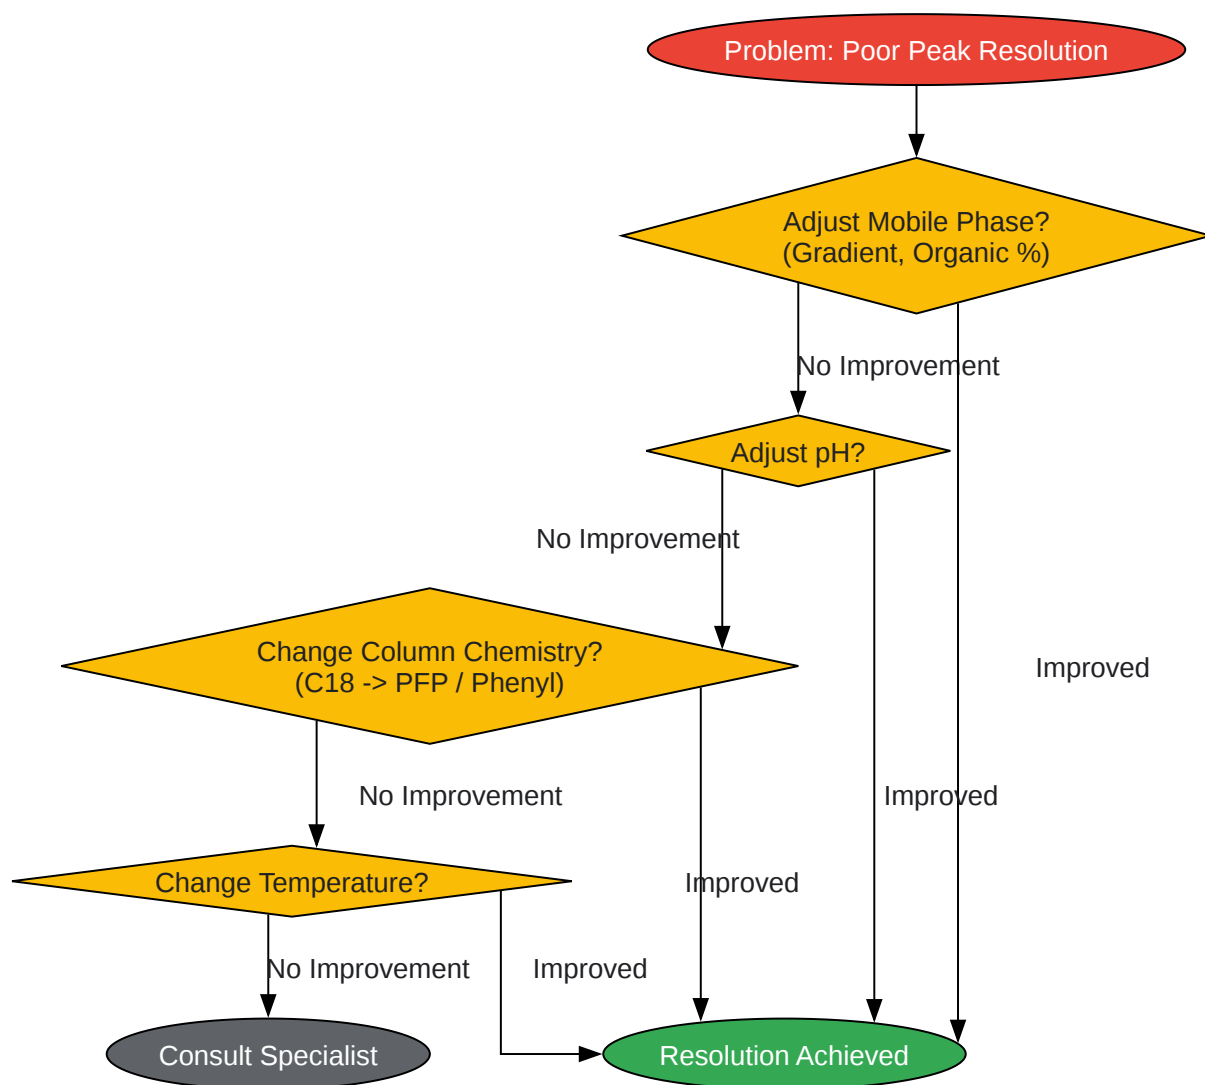 Problem: Poor Peak Resolution
Adjust Mobile Phase?
(Gradient, Organic %)
No Improvement
Adjust pH?
No Improvement
Change Column Chemistry?
(C18 -> PFP / Phenyl)
Improved
No Improvement
Improved
Change Temperature?
Improved
No Improvement
Improved
Consult Specialist
Resolution Achieved